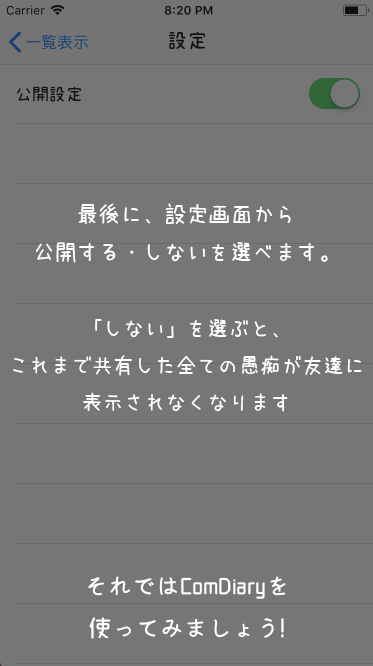 Carrier 8:20 PM
一覧表示 設定
公開設定
最後に、設定画面から
公開する・しないを選べます。
「しない」を選ぶと、
これまで共有した全ての愚痴が友達に
表示されなくなります
それではComDiaryを
使ってみましょう!